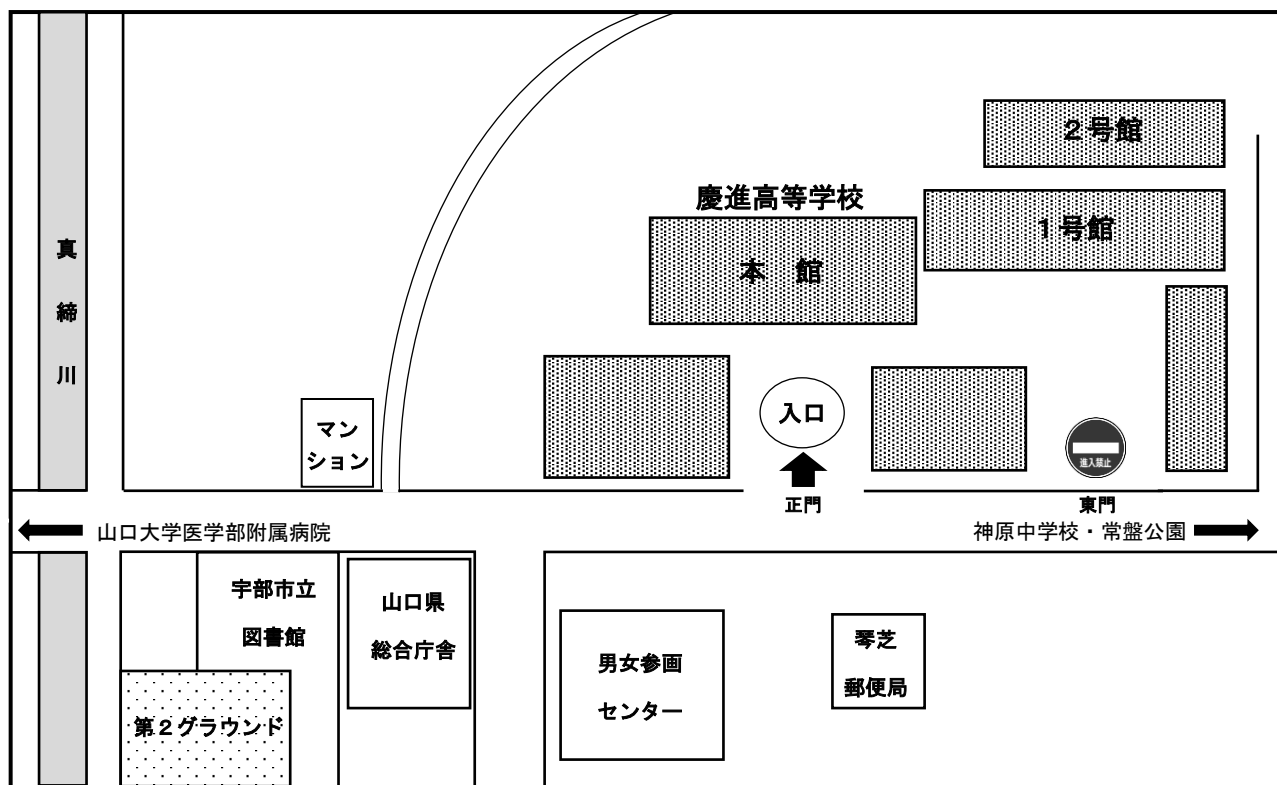 2号館
慶進高等学校
1号館
本 館
真
締
川
マン
ション
入口
進入禁止
正門
東門
山口大学医学部附属病院
神原中学校・常盤公園
宇部市立
図書館
山口県
総合庁舎
男女参画
センター
琴芝
郵便局
第2グラウンド